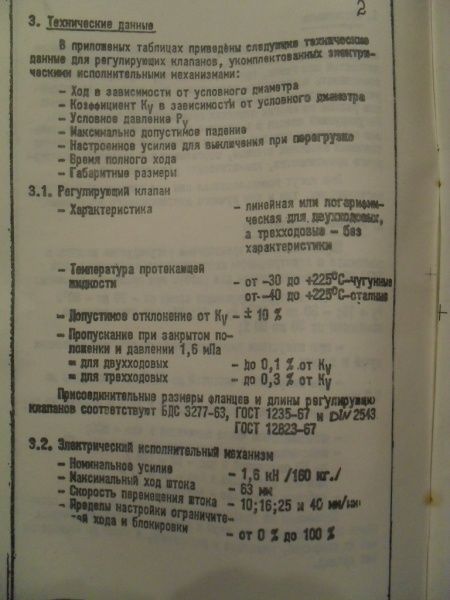 2
3. Технические данные
В приложеных таблицах приведены следующие технические
данные для регулирующих клапанов, укомплектованных электри-
ческими исполнительными механизмами:
- Ход в зависимости от условного диаметра
- Коэфициент Kv в зависимости от условного диаметра
- Условное давление Pу
- Максимально допустимое падение
- Настроенное усилие для выключения при перегрузке
- Время полного хода
- Габаритные размеры
3.1. Регулирующий клапан
- Характеристика - линейная или логарифми-
ческая для двухходовых,
а трехходовые - без
характеристики
- Температура протекающей
жидкости - от -30 до +225°C-чугунные
от -40 до +225°C-стальные
- Допустимое отклонение от Kv - ± 10 %
- Пропускание при закрытом по-
ложении и давлении 1,6 мПа
= для двухходовых - до 0,1 % от Kv
= для трехходовых - до 0,3 % от Kv
Присоединительные размеры фланцев и длины регулирую
клапанов соответствуют БДС 3277-63, ГОСТ 1235-67 и DIN 2543
ГОСТ 12823-67
3.2. Электрический исполнительный механизм
- Номинальное усилие - 1,6 кН /160 кг./
- Максимальный ход штока - 63 мм
- Скорость перемещения штока - 10;16;25 и 40 мм/мин
- Пределы настройки ограничите-
лей хода и блокировки - от 0 % до 100 %